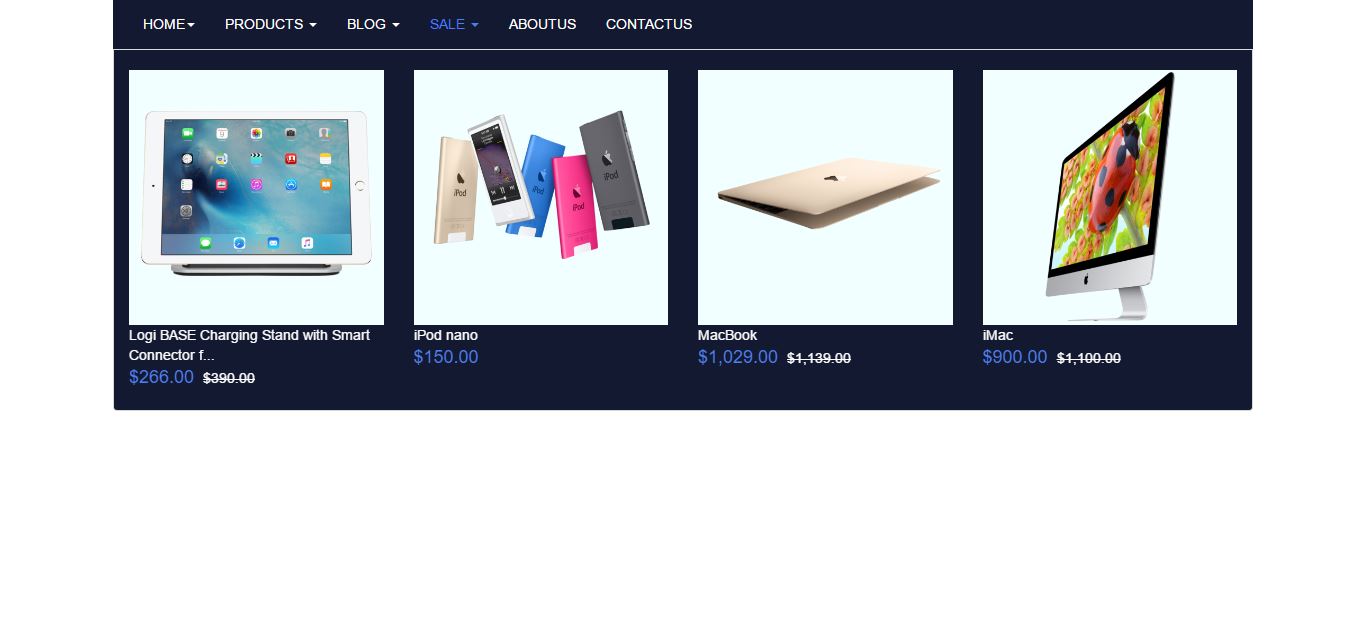 HOME PRODUCTS BLOG SALE ABOUTUS CONTACTUS
iPod iPod iPod iPod
Logi BASE Charging Stand with Smart
Connector f...
$266.00 $390.00
iPod nano
$150.00
MacBook
$1,029.00 $1,139.00
iMac
$900.00 $1,100.00